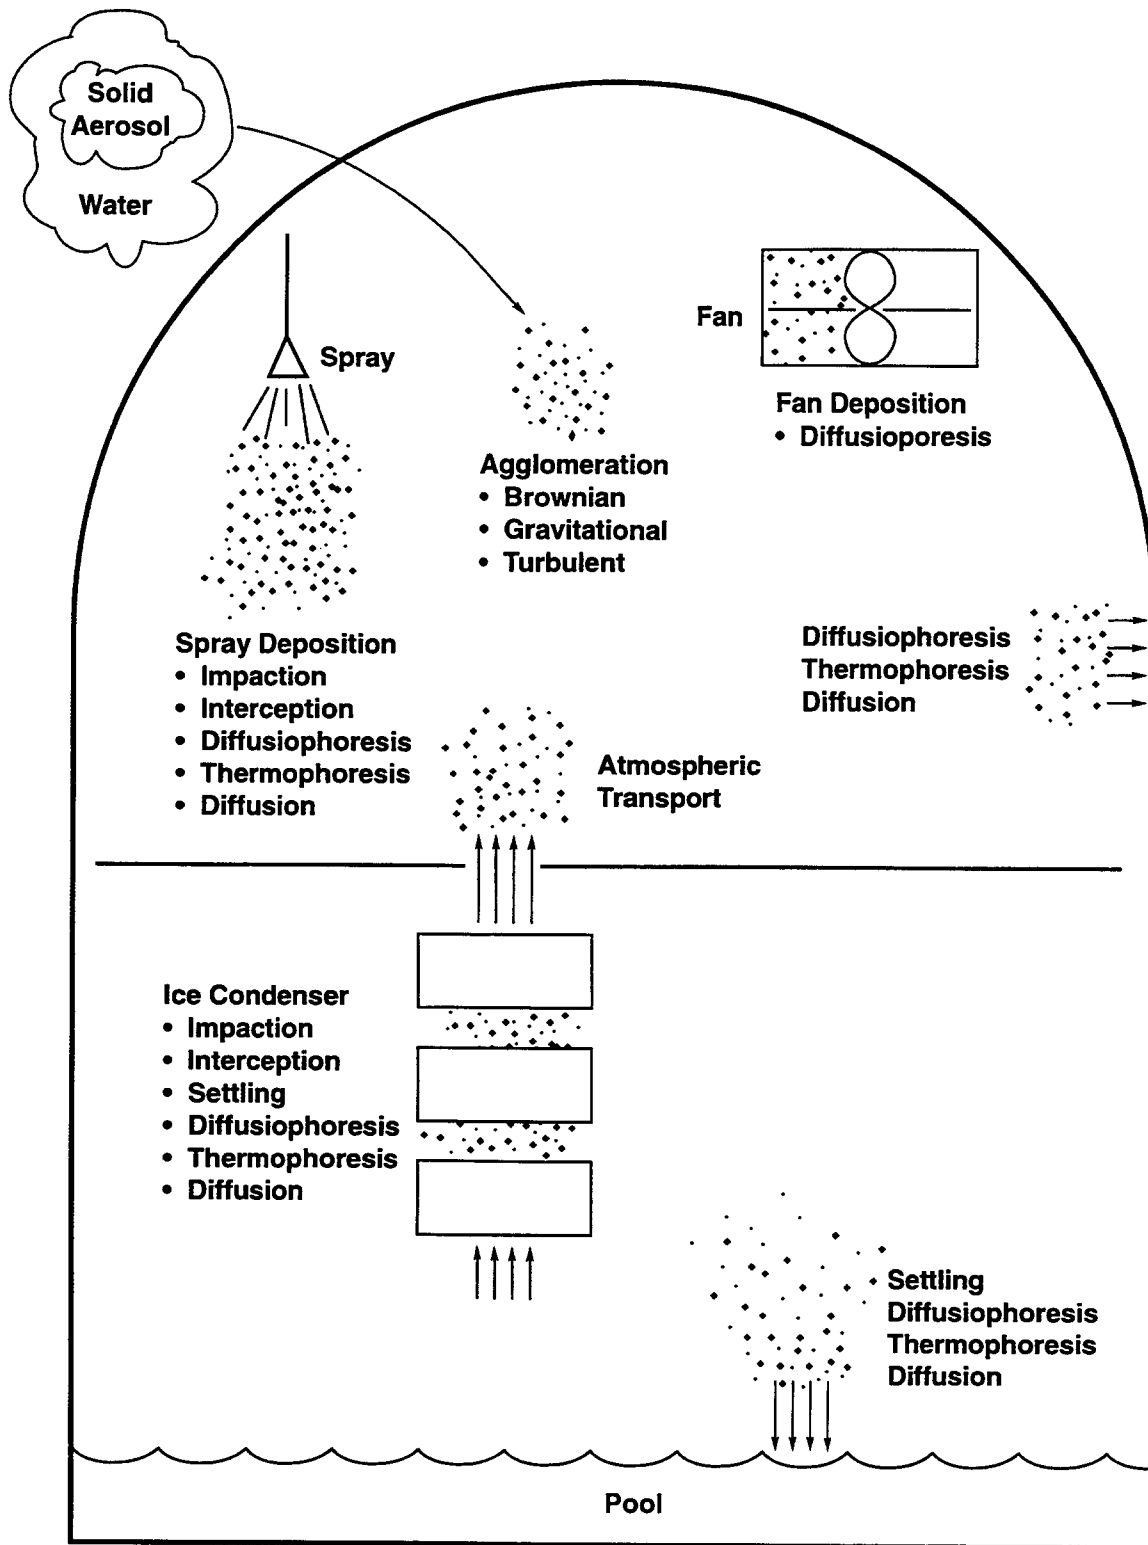 Solid
Aerosol
Water
Spray
Fan
Fan Deposition
• Diffusioporesis
Agglomeration
• Brownian
• Gravitational
• Turbulent
Spray Deposition
• Impaction
• Interception
• Diffusiophoresis
• Thermophoresis
• Diffusion
Diffusiophoresis
Thermophoresis
Diffusion
Atmospheric
Transport
Ice Condenser
• Impaction
• Interception
• Settling
• Diffusiophoresis
• Thermophoresis
• Diffusion
Settling
Diffusiophoresis
Thermophoresis
Diffusion
Pool